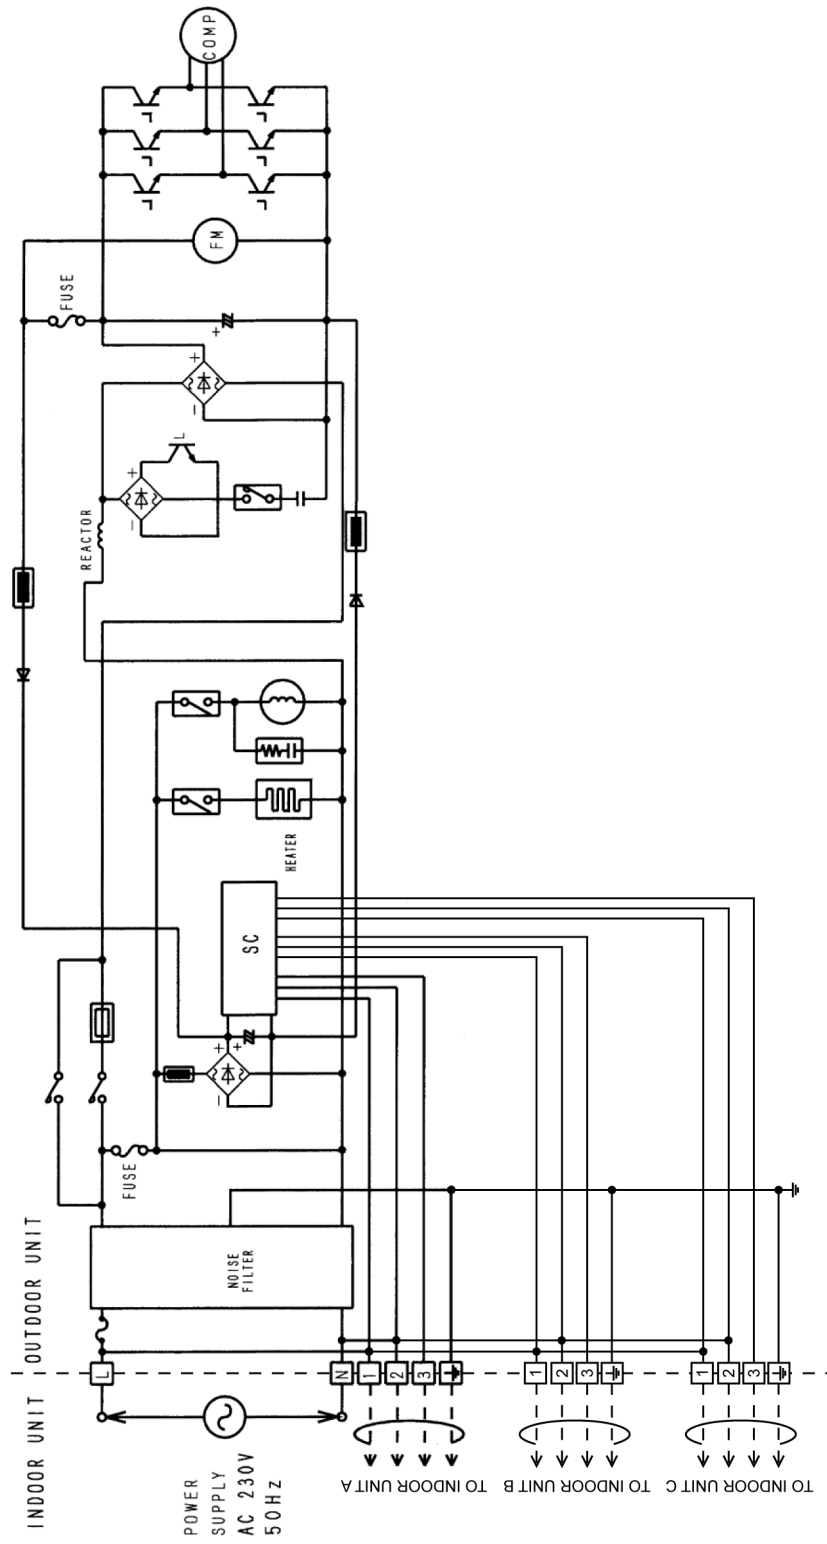 COMP
FM
FUSE
+
+
−
L
+
−
REACTOR
HEATER
SC
+
+
−
FUSE
NOISE
FILTER
OUTDOOR UNIT
INDOOR UNIT
L
N
1
2
3
1
2
3
1
2
3
POWER
SUPPLY
AC 230V
50Hz
TO INDOOR UNIT A
TO INDOOR UNIT B
TO INDOOR UNIT C